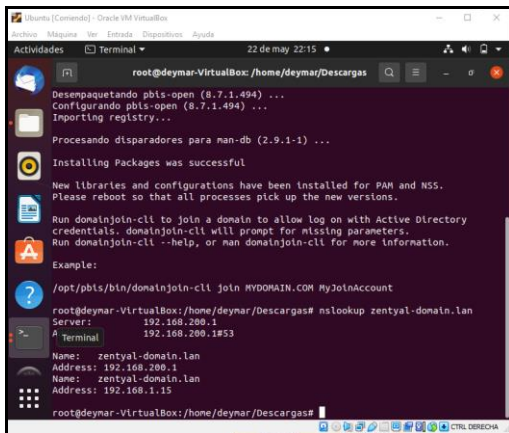 Ubuntu [Corriendo] - Oracle VM VirtualBox
Archivo Máquina Ver Entrada Dispositivos Ayuda
Actividades Terminal 22 de may 22:15
root@deymar-VirtualBox: /home/deymar/Descargas
Desempaquetando pbis-open (8.7.1.494) ...
Configurando pbis-open (8.7.1.494) ...
Importing registry...
Procesando disparadores para man-db (2.9.1-1) ...
Installing Packages was successful
New libraries and configurations have been installed for PAM and NSS.
Please reboot so that all processes pick up the new versions.
Run domainjoin-cli to join a domain to allow log on with Active Directory
credentials. domainjoin-cli will prompt for missing parameters.
Run domainjoin-cli --help, or man domainjoin-cli for more information.
Example:
/opt/pbis/bin/domainjoin-cli join MYDOMAIN.COM MyJoinAccount
root@deymar-VirtualBox:/home/deymar/Descargas# nslookup zentyal-domain.lan
Server: 192.168.200.1
A 192.168.200.1#53
Terminal
Name: zentyal-domain.lan
Address: 192.168.200.1
Name: zentyal-domain.lan
Address: 192.168.1.15
root@deymar-VirtualBox:/home/deymar/Descargas#
CTRL DERECHA